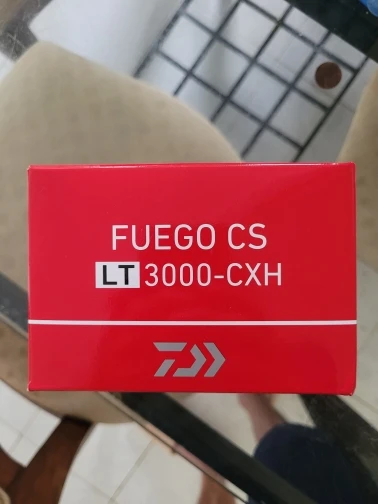 FUEGO CS
LT 3000-CXH